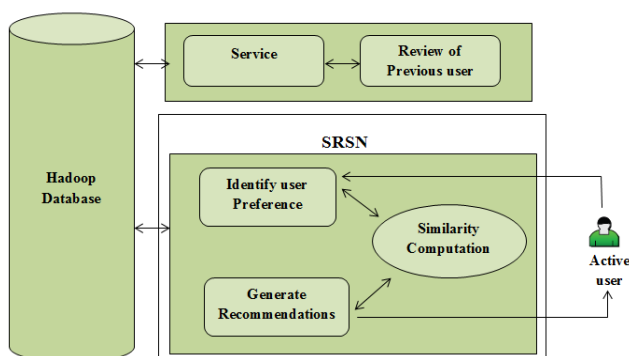 Service
Review of
Previous user
SRSN
Hadoop
Database
Identify user
Preference
Similarity
Computation
Generate
Recommendations
Active
user